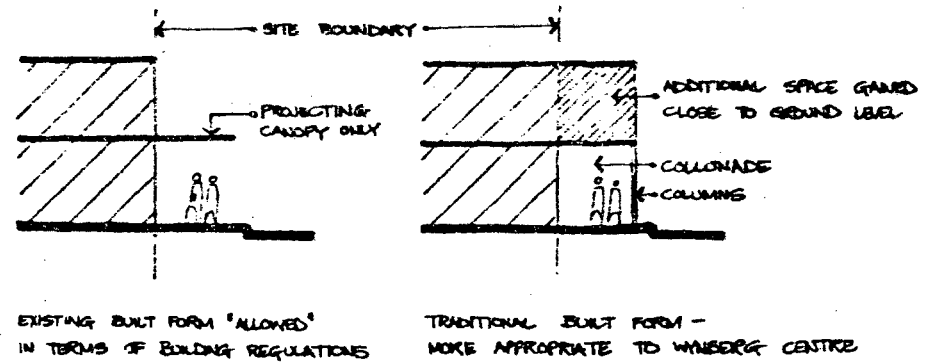 SITE BOUNDARY
PROJECTING
CANOPY ONLY
ADDITIONAL SPACE GAINED
CLOSE TO GROUND LEVEL
COLLONADE
COLUMNS
EXISTING BUILT FORM "ALLOWED"
IN TERMS OF BUILDING REGULATIONS
TRADITIONAL BUILT FORM -
MORE APPROPRIATE TO WYNBERG CENTRE